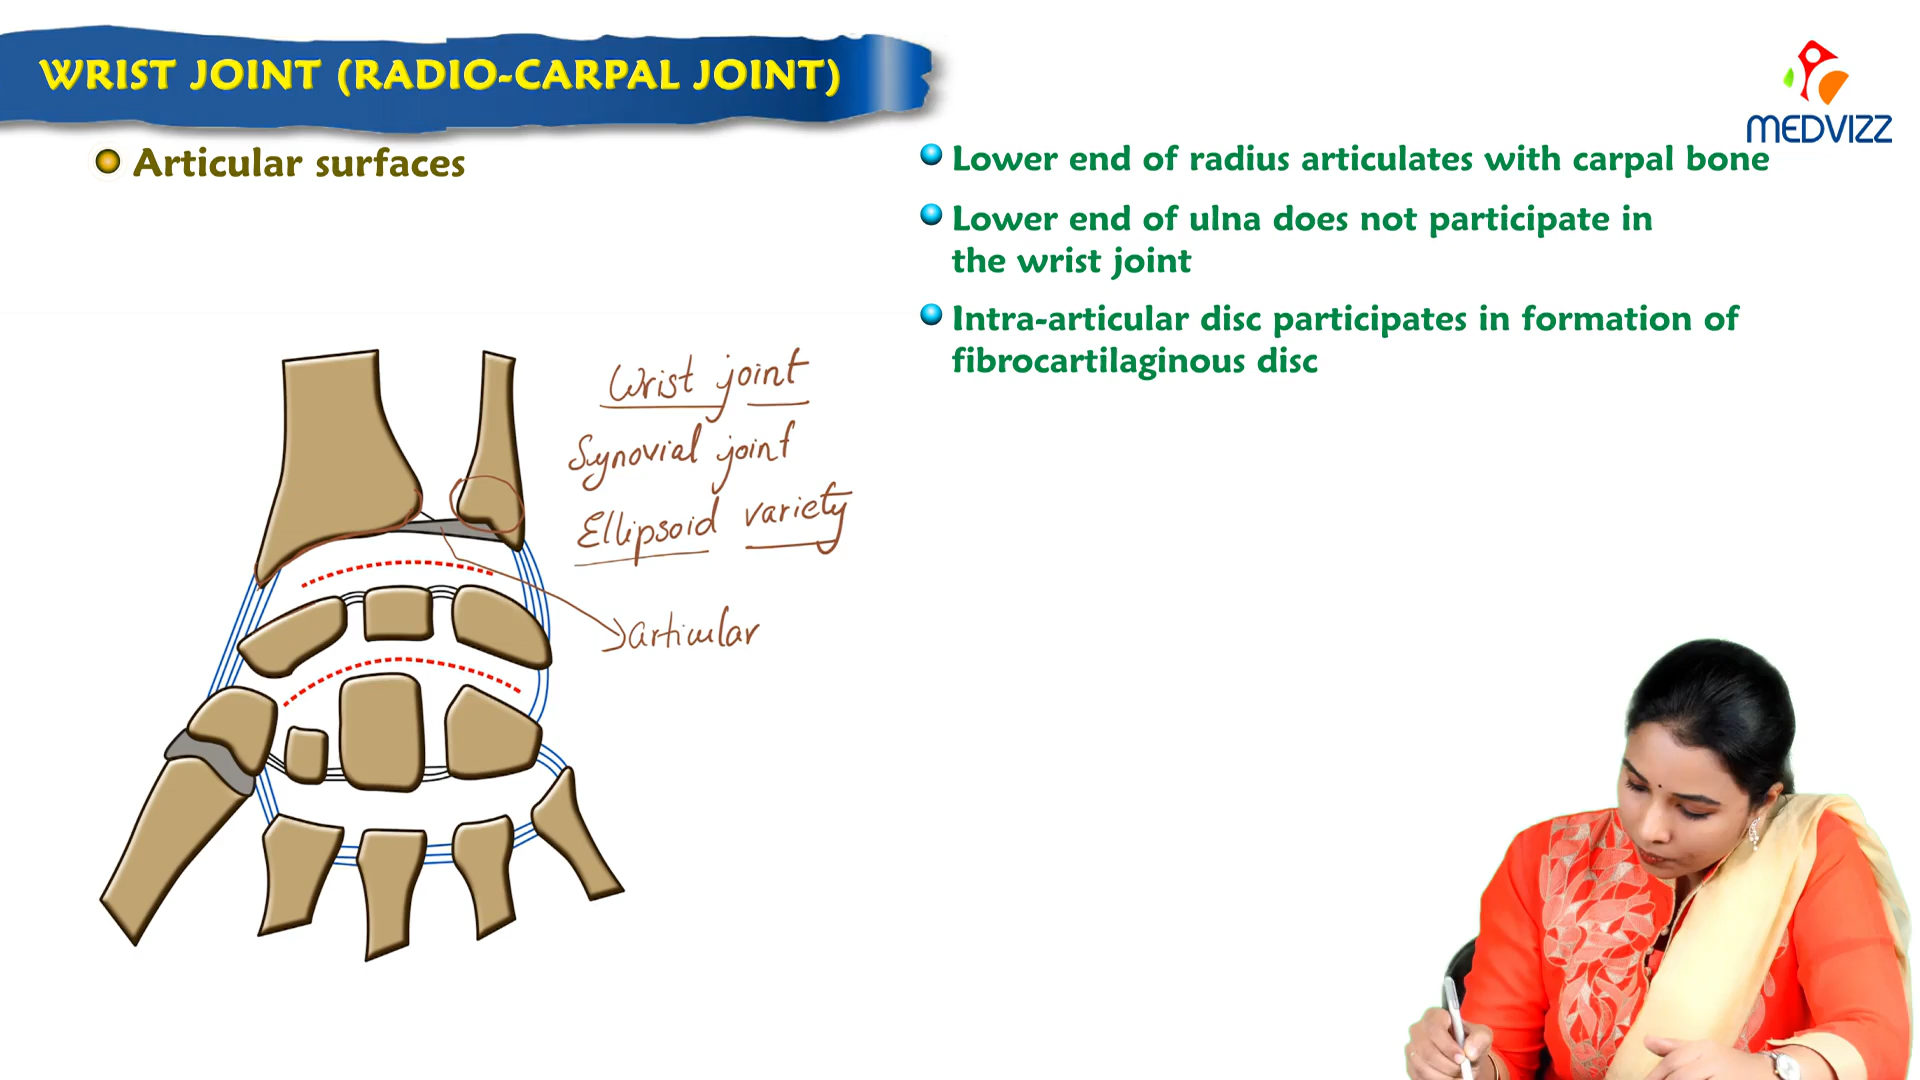 WRIST JOINT (RADIO-CARPAL JOINT)
MEDVIZZ
Articular surfaces
Lower end of radius articulates with carpal bone
Lower end of ulna does not participate in
the wrist joint
Intra-articular disc participates in formation of
fibrocartilaginous disc
Wrist joint
Synovial joint
Ellipsoid variety
articular